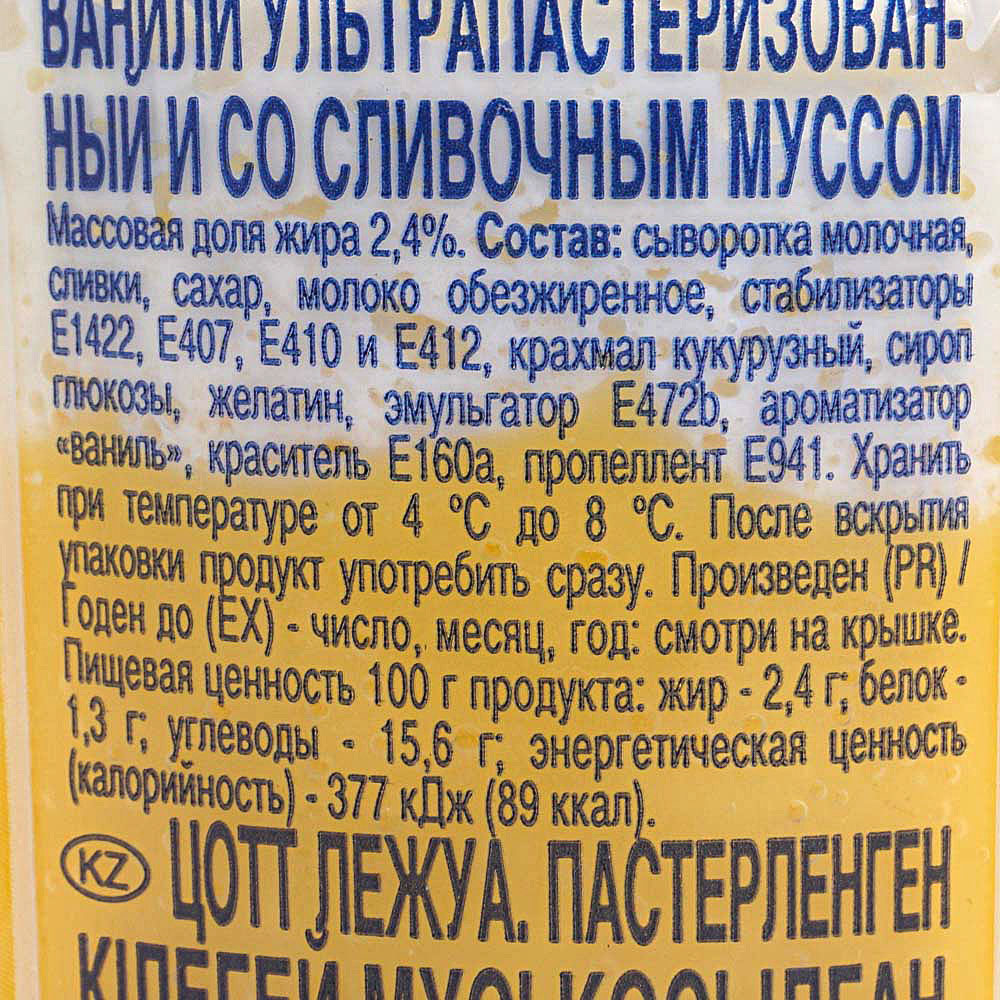 ВАНИЛИ УЛЬТРАПАСТЕРИЗОВАН-
НЫЙ И СО СЛИВОЧНЫМ МУССОМ
Массовая доля жира 2,4%. Состав: сыворотка молочная,
сливки, сахар, молоко обезжиренное, стабилизаторы
Е1422, Е407, Е410 и Е412, крахмал кукурузный, сироп
глюкозы, желатин, эмульгатор E472b, ароматизатор
«ваниль», краситель Е160а, пропеллент Е941. Хранить
при температуре от 4 °С до 8 °С. После вскрытия
упаковки продукт употребить сразу. Произведен (PR) /
Годен до (EX) - число, месяц, год: смотри на крышке.
Пищевая ценность 100 г продукта: жир - 2,4 г; белок -
1,3 г; углеводы - 15,6 г; энергетическая ценность
(калорийность) - 377 кДж (89 ккал).
KZ ЦОТТ ЛЕЖУА. ПАСТЕРЛЕНГЕН
КІЛЕГЕЙ МУСІ ҚОСЫЛҒАН